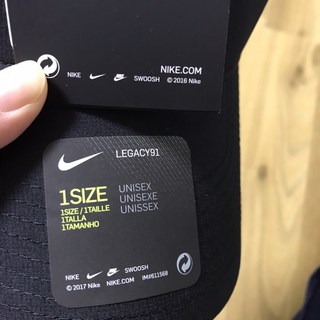 NIKE SWOOSH
NIKE.COM
© 2016 Nike
LEGACY91
1SIZE
1SIZE / 1TAILLE
1TALLA
1TAMANHO
UNISEX
UNISEXE
UNISSEX
NIKE SWOOSH
© 2017 Nike NIKE.COM IM#611568